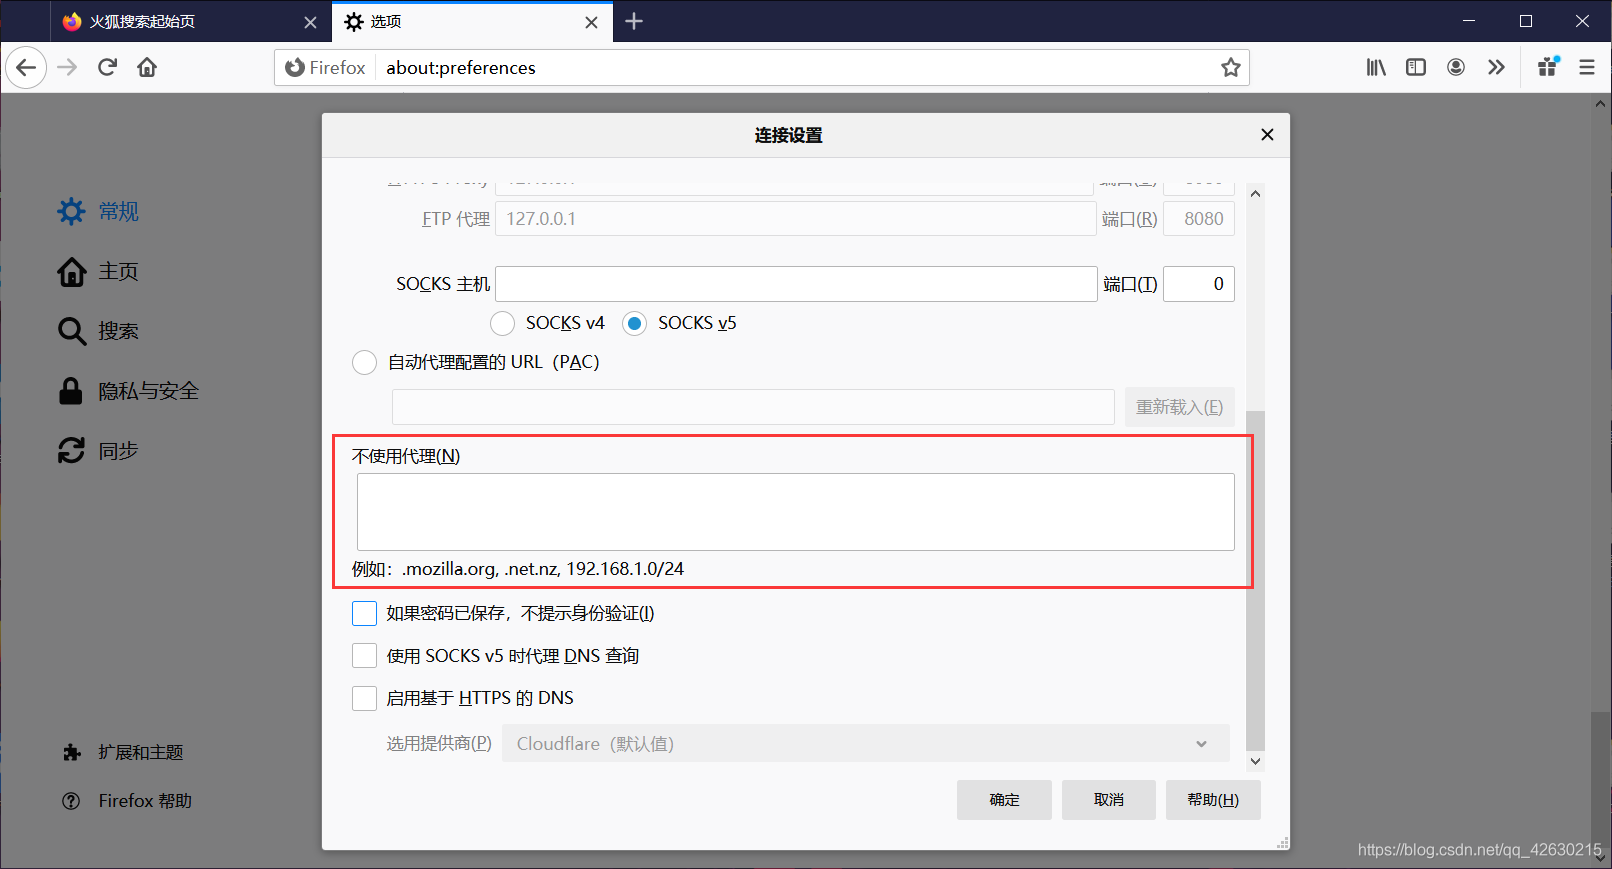 火狐搜索起始页
选项
Firefox
about:preferences
连接设置
FTP 代理 127.0.0.1 端口(R) 8080
SOCKS 主机 端口(T) 0
SOCKS v4 SOCKS v5
自动代理配置的 URL（PAC）
重新载入(E)
不使用代理(N)
例如：.mozilla.org, .net.nz, 192.168.1.0/24
如果密码已保存，不提示身份验证(I)
使用 SOCKS v5 时代理 DNS 查询
启用基于 HTTPS 的 DNS
选用提供商(P) Cloudflare（默认值）
确定 取消 帮助(H)
常规
主页
搜索
隐私与安全
同步
扩展和主题
Firefox 帮助
https://blog.csdn.net/qq_42630215